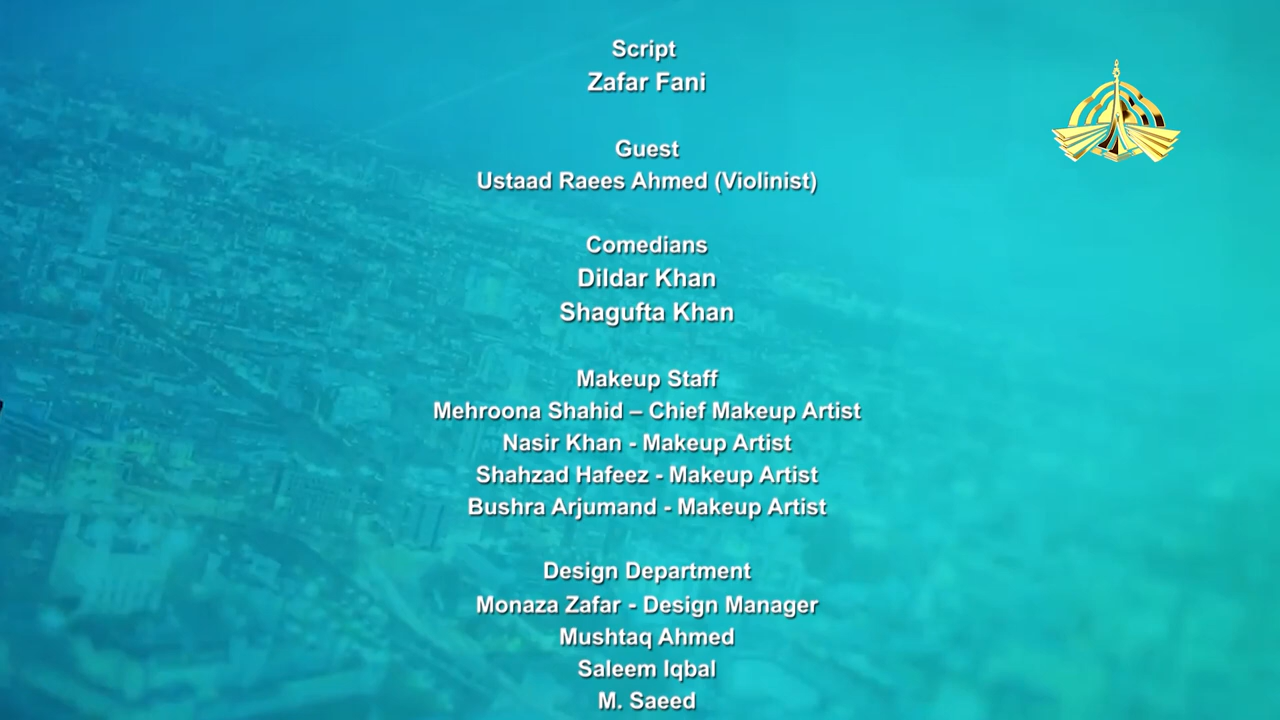 Script
Zafar Fani
Guest
Ustaad Raees Ahmed (Violinist)
Comedians
Dildar Khan
Shagufta Khan
Makeup Staff
Mehroona Shahid – Chief Makeup Artist
Nasir Khan - Makeup Artist
Shahzad Hafeez - Makeup Artist
Bushra Arjumand - Makeup Artist
Design Department
Monaza Zafar - Design Manager
Mushtaq Ahmed
Saleem Iqbal
M. Saeed